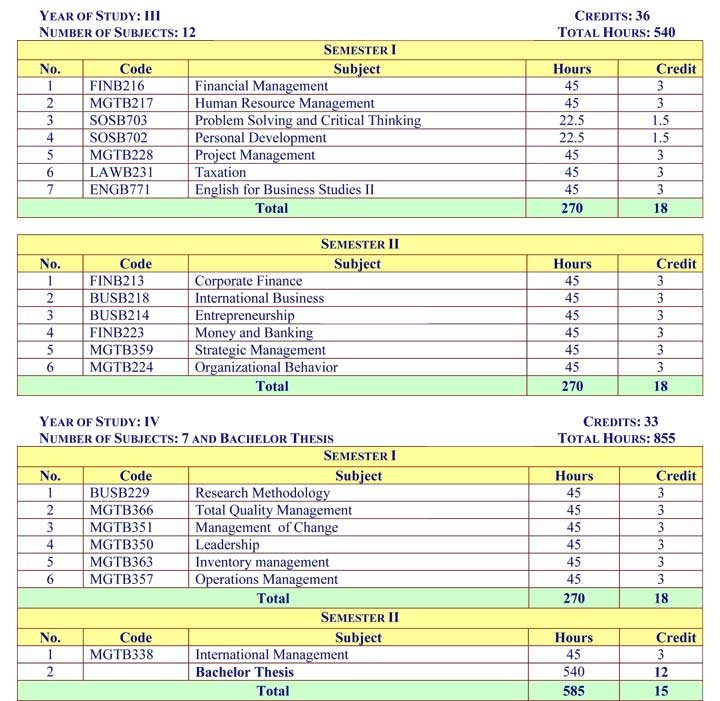 YEAR OF STUDY: III CREDITS: 36
NUMBER OF SUBJECTS: 12 TOTAL HOURS: 540
SEMESTER I
No. Code Subject Hours Credit
1 FINB216 Financial Management 45 3
2 MGTB217 Human Resource Management 45 3
3 SOSB703 Problem Solving and Critical Thinking 22.5 1.5
4 SOSB702 Personal Development 22.5 1.5
5 MGTB228 Project Management 45 3
6 LAWB231 Taxation 45 3
7 ENGB771 English for Business Studies II 45 3
Total 270 18
SEMESTER II
No. Code Subject Hours Credit
1 FINB213 Corporate Finance 45 3
2 BUSB218 International Business 45 3
3 BUSB214 Entrepreneurship 45 3
4 FINB223 Money and Banking 45 3
5 MGTB359 Strategic Management 45 3
6 MGTB224 Organizational Behavior 45 3
Total 270 18
YEAR OF STUDY: IV CREDITS: 33
NUMBER OF SUBJECTS: 7 AND BACHELOR THESIS TOTAL HOURS: 855
SEMESTER I
No. Code Subject Hours Credit
1 BUSB229 Research Methodology 45 3
2 MGTB366 Total Quality Management 45 3
3 MGTB351 Management of Change 45 3
4 MGTB350 Leadership 45 3
5 MGTB363 Inventory management 45 3
6 MGTB357 Operations Management 45 3
Total 270 18
SEMESTER II
No. Code Subject Hours Credit
1 MGTB338 International Management 45 3
2 Bachelor Thesis 540 12
Total 585 15